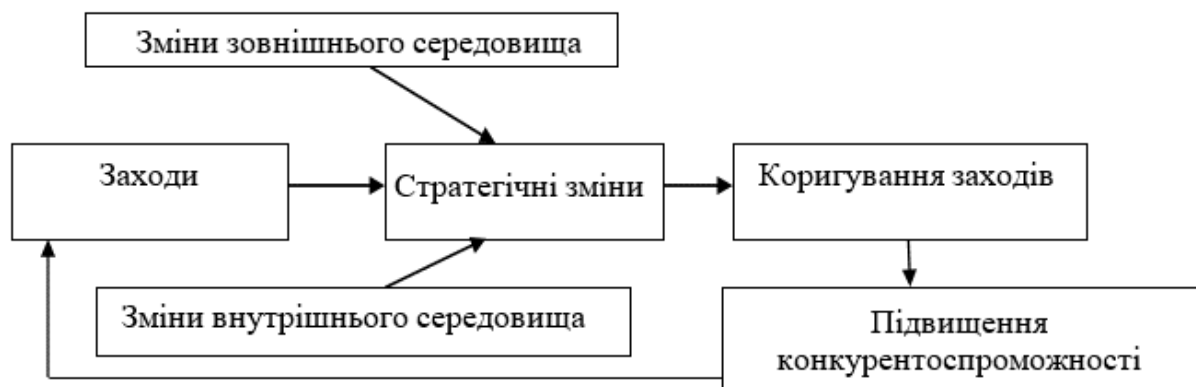 Зміни зовнішнього середовища
Заходи
Стратегічні зміни
Коригування заходів
Зміни внутрішнього середовища
Підвищення
конкурентоспроможності